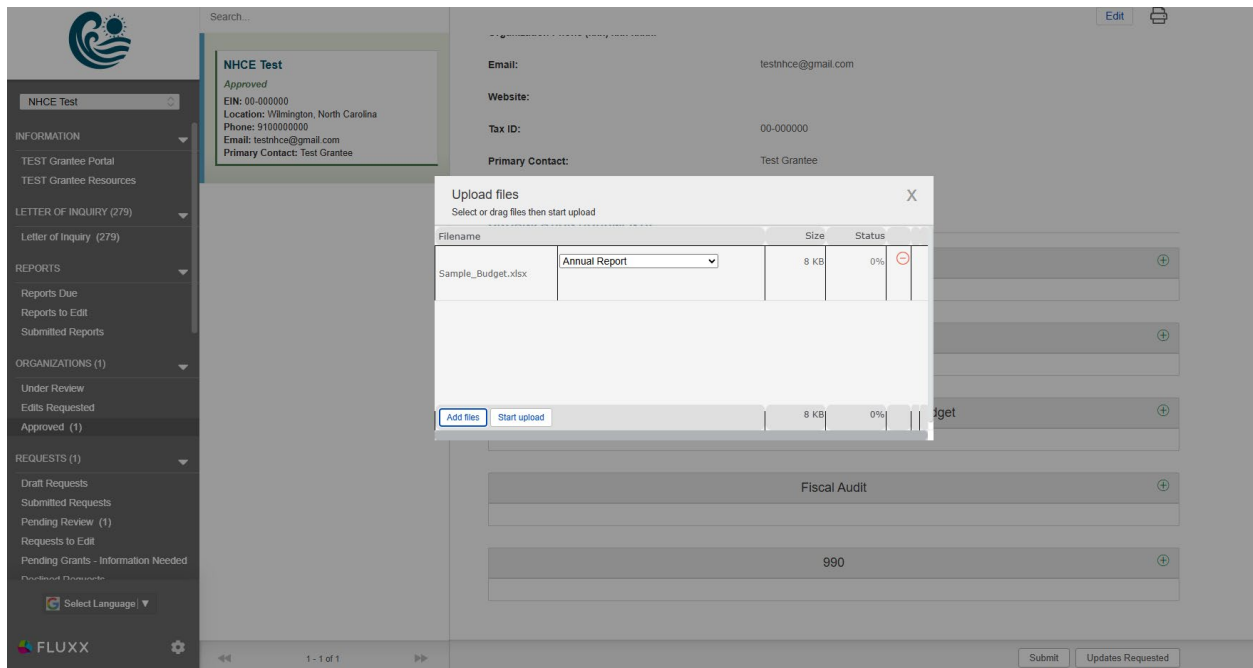 Search...
Edit
NHCE Test
Approved
EIN: 00-000000
Location: Wilmington, North Carolina
Phone: 9100000000
Email: testnhce@gmail.com
Primary Contact: Test Grantee
NHCE Test
INFORMATION
TEST Grantee Portal
TEST Grantee Resources
LETTER OF INQUIRY (279)
Letter of Inquiry (279)
REPORTS
Reports Due
Reports to Edit
Submitted Reports
ORGANIZATIONS (1)
Under Review
Edits Requested
Approved (1)
REQUESTS (1)
Draft Requests
Submitted Requests
Pending Review (1)
Requests to Edit
Pending Grants - Information Needed
Declined Requests
Select Language ▼
FLUXX
1 - 1 of 1
Email: testnhce@gmail.com
Website:
Tax ID: 00-000000
Primary Contact: Test Grantee
Upload files X
Select or drag files then start upload
Filename Size Status
Sample_Budget.xlsx Annual Report 8 KB 0%
Add files Start upload 8 KB 0%
Fiscal Audit
990
Submit Updates Requested